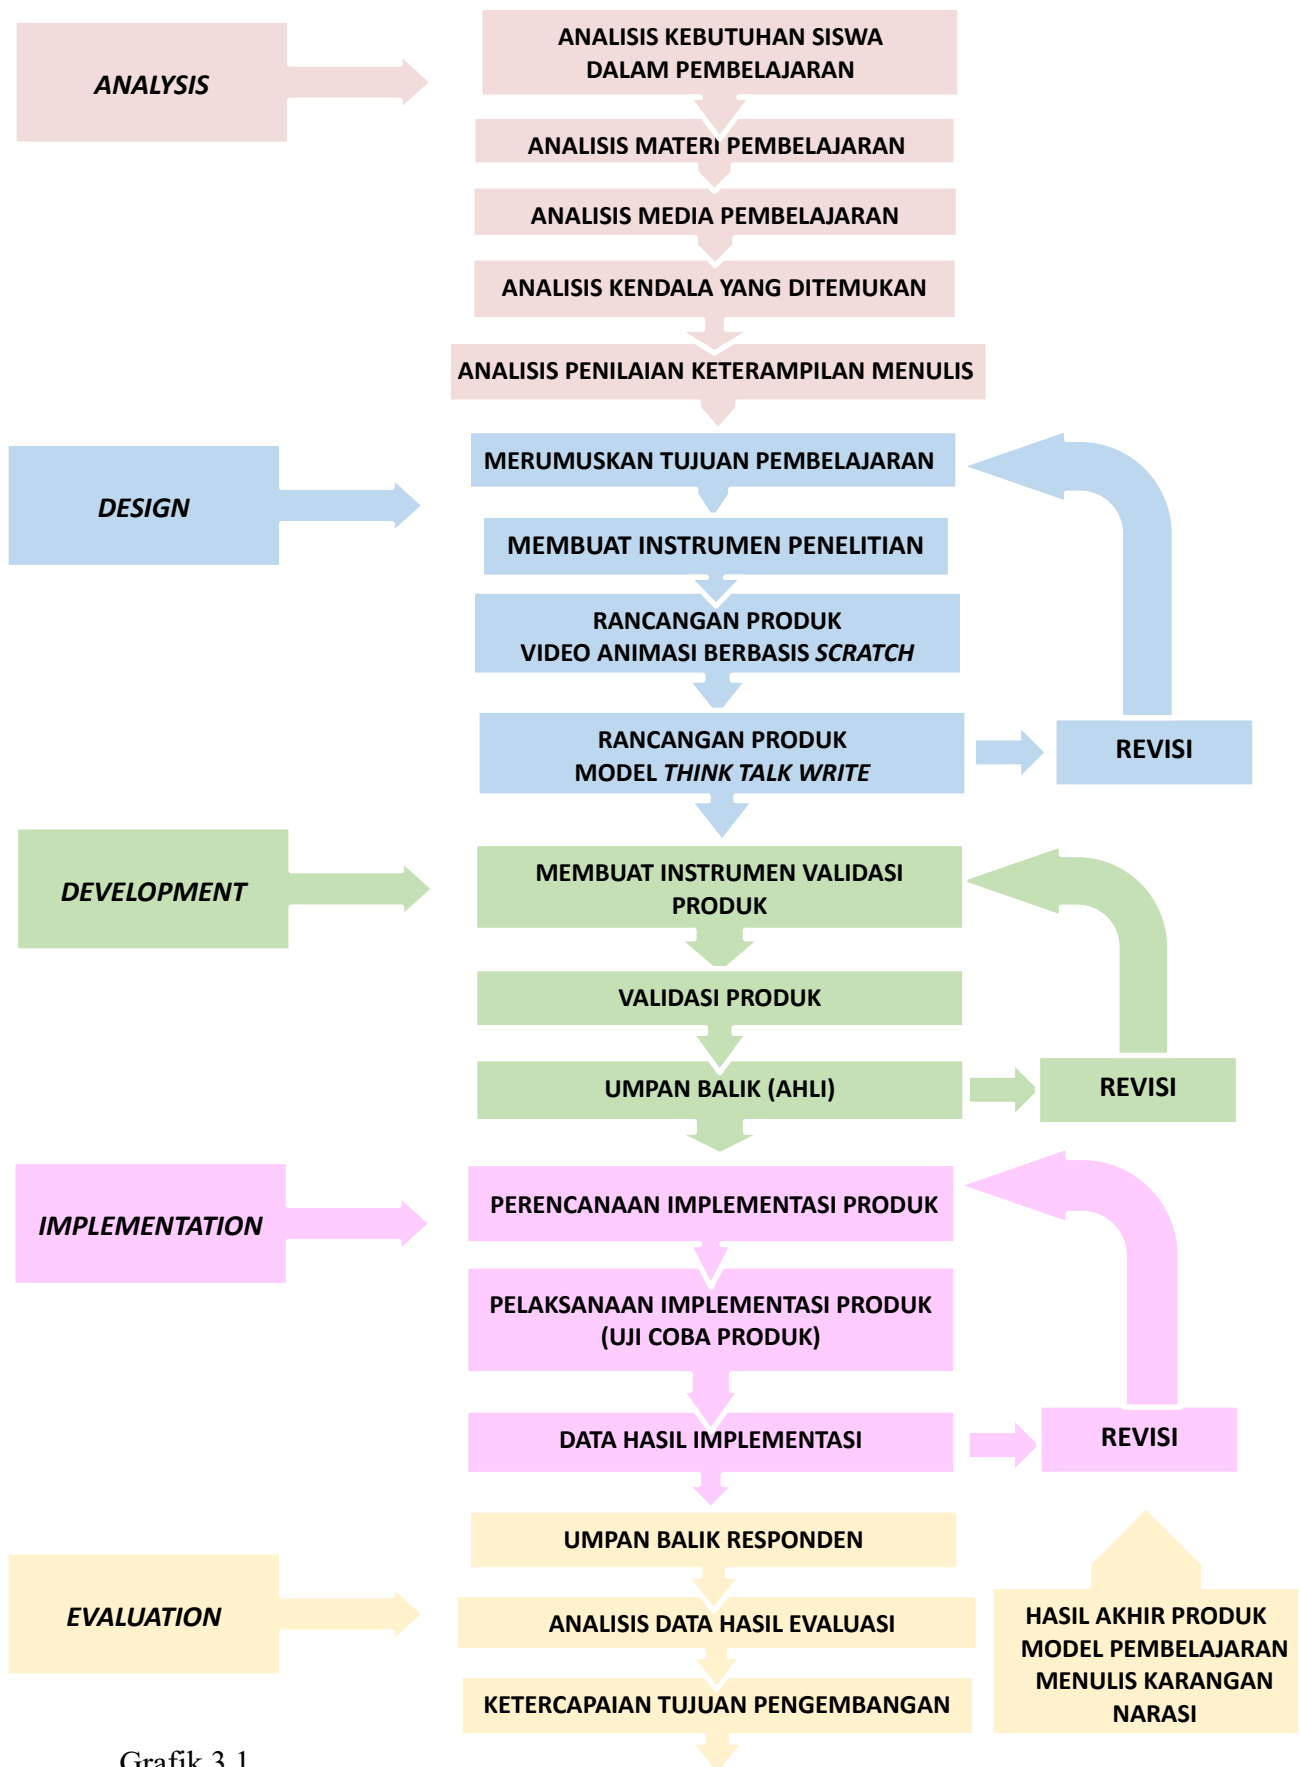 ANALYSIS
ANALISIS KEBUTUHAN SISWA
DALAM PEMBELAJARAN
ANALISIS MATERI PEMBELAJARAN
ANALISIS MEDIA PEMBELAJARAN
ANALISIS KENDALA YANG DITEMUKAN
ANALISIS PENILAIAN KETERAMPILAN MENULIS
DESIGN
MERUMUSKAN TUJUAN PEMBELAJARAN
MEMBUAT INSTRUMEN PENELITIAN
RANCANGAN PRODUK
VIDEO ANIMASI BERBASIS SCRATCH
RANCANGAN PRODUK
MODEL THINK TALK WRITE
REVISI
DEVELOPMENT
MEMBUAT INSTRUMEN VALIDASI
PRODUK
VALIDASI PRODUK
UMPAN BALIK (AHLI)
REVISI
IMPLEMENTATION
PERENCANAAN IMPLEMENTASI PRODUK
PELAKSANAAN IMPLEMENTASI PRODUK
(UJI COBA PRODUK)
DATA HASIL IMPLEMENTASI
REVISI
EVALUATION
UMPAN BALIK RESPONDEN
ANALISIS DATA HASIL EVALUASI
KETERCAPAIAN TUJUAN PENGEMBANGAN
HASIL AKHIR PRODUK
MODEL PEMBELAJARAN
MENULIS KARANGAN
NARASI
Grafik 3.1